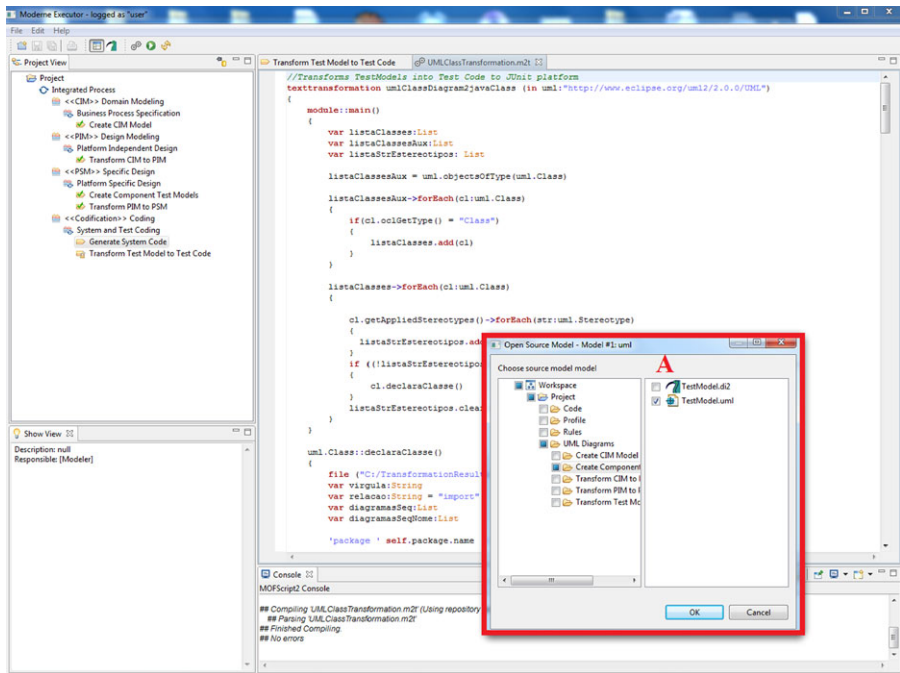 Moderne Executor - logged as "user"
File Edit Help
Project View
Project
Integrated Process
<<CIM>> Domain Modeling
Business Process Specification
Create CIM Model
<<PIM>> Design Modeling
Platform Independent Design
Transform CIM to PIM
<<PSM>> Specific Design
Platform Specific Design
Create Component Test Models
Transform PIM to PSM
<<Codification>> Coding
System and Test Coding
Generate System Code
Transform Test Model to Test Code
Show View
Description: null
Responsible: [Modeler]
Transform Test Model to Test Code UMLClassTransformation.m2t
//Transforms TestModels into Test Code to JUnit platform
texttransformation umlClassDiagram2javaClass (in uml:"http://www.eclipse.org/uml2/2.0.0/UML")
{
module::main()
{
var listaClasses:List
var listaClassesAux:List
var listaStrEstereotipos: List
listaClassesAux = uml.objectsOfType(uml.Class)
listaClassesAux->forEach(cl:uml.Class)
{
if(cl.oclGetType() = "Class")
{
listaClasses.add(cl)
}
}
listaClasses->forEach(cl:uml.Class)
{
cl.getAppliedStereotypes()->forEach(str:uml.Stereotype)
{
listaStrEstereotipos.ad
}
if ((!listaStrEstereotipo
{
cl.declaraClasse()
}
listaStrEstereotipos.clea
}
}
uml.Class::declaraClasse()
{
file ("C:/TransformationResul
var virgula:String
var relacao:String = "import"
var diagramasSeq:List
var diagramasSeqNome:List
'package ' self.package.name
Console
MOFScript2 Console
## Compiling 'UMLClassTransformation.m2t' (Using repository
## Parsing 'UMLClassTransformation.m2t'
## Finished Compiling.
## No errors
Open Source Model - Model #1: uml
Choose source model model
A
Workspace
Project
Code
Profile
Rules
UML Diagrams
Create CIM Model
Create Component
Transform CIM to
Transform PIM to
Transform Test Mo
TestModel.di2
TestModel.uml
OK Cancel